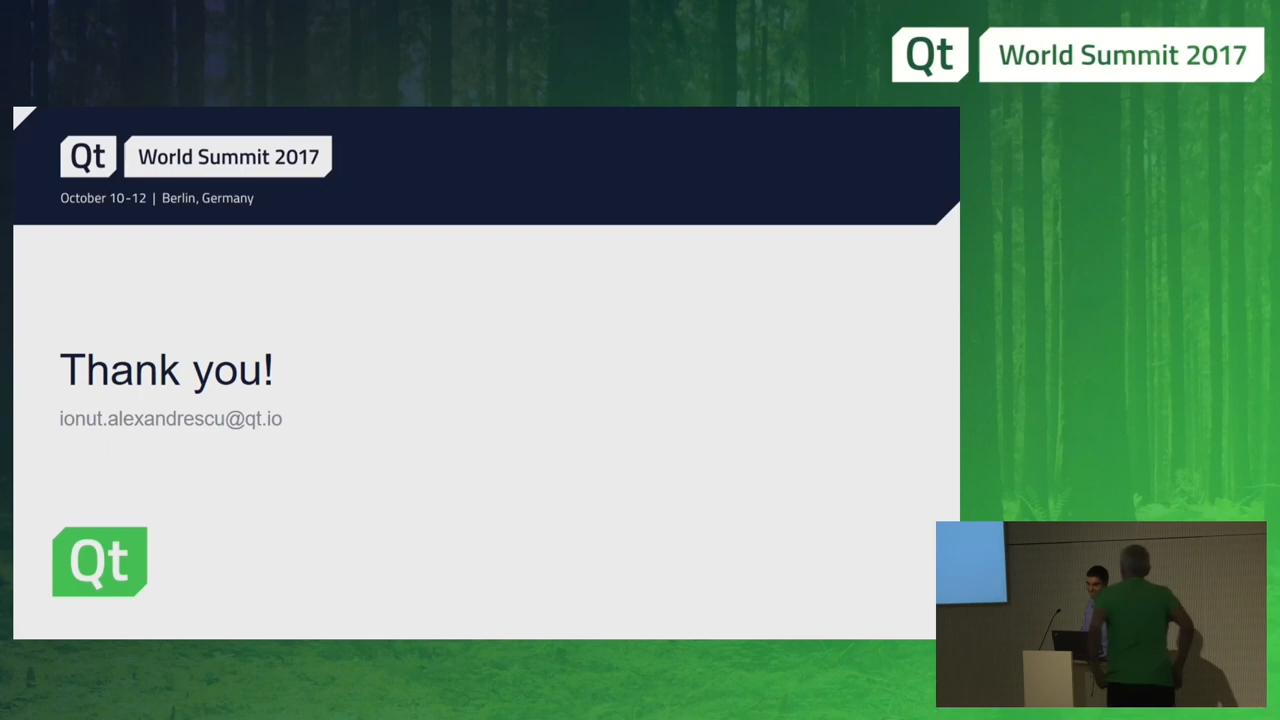 Qt World Summit 2017
Qt World Summit 2017
October 10-12 | Berlin, Germany
Thank you!
ionut.alexandrescu@qt.io
Qt